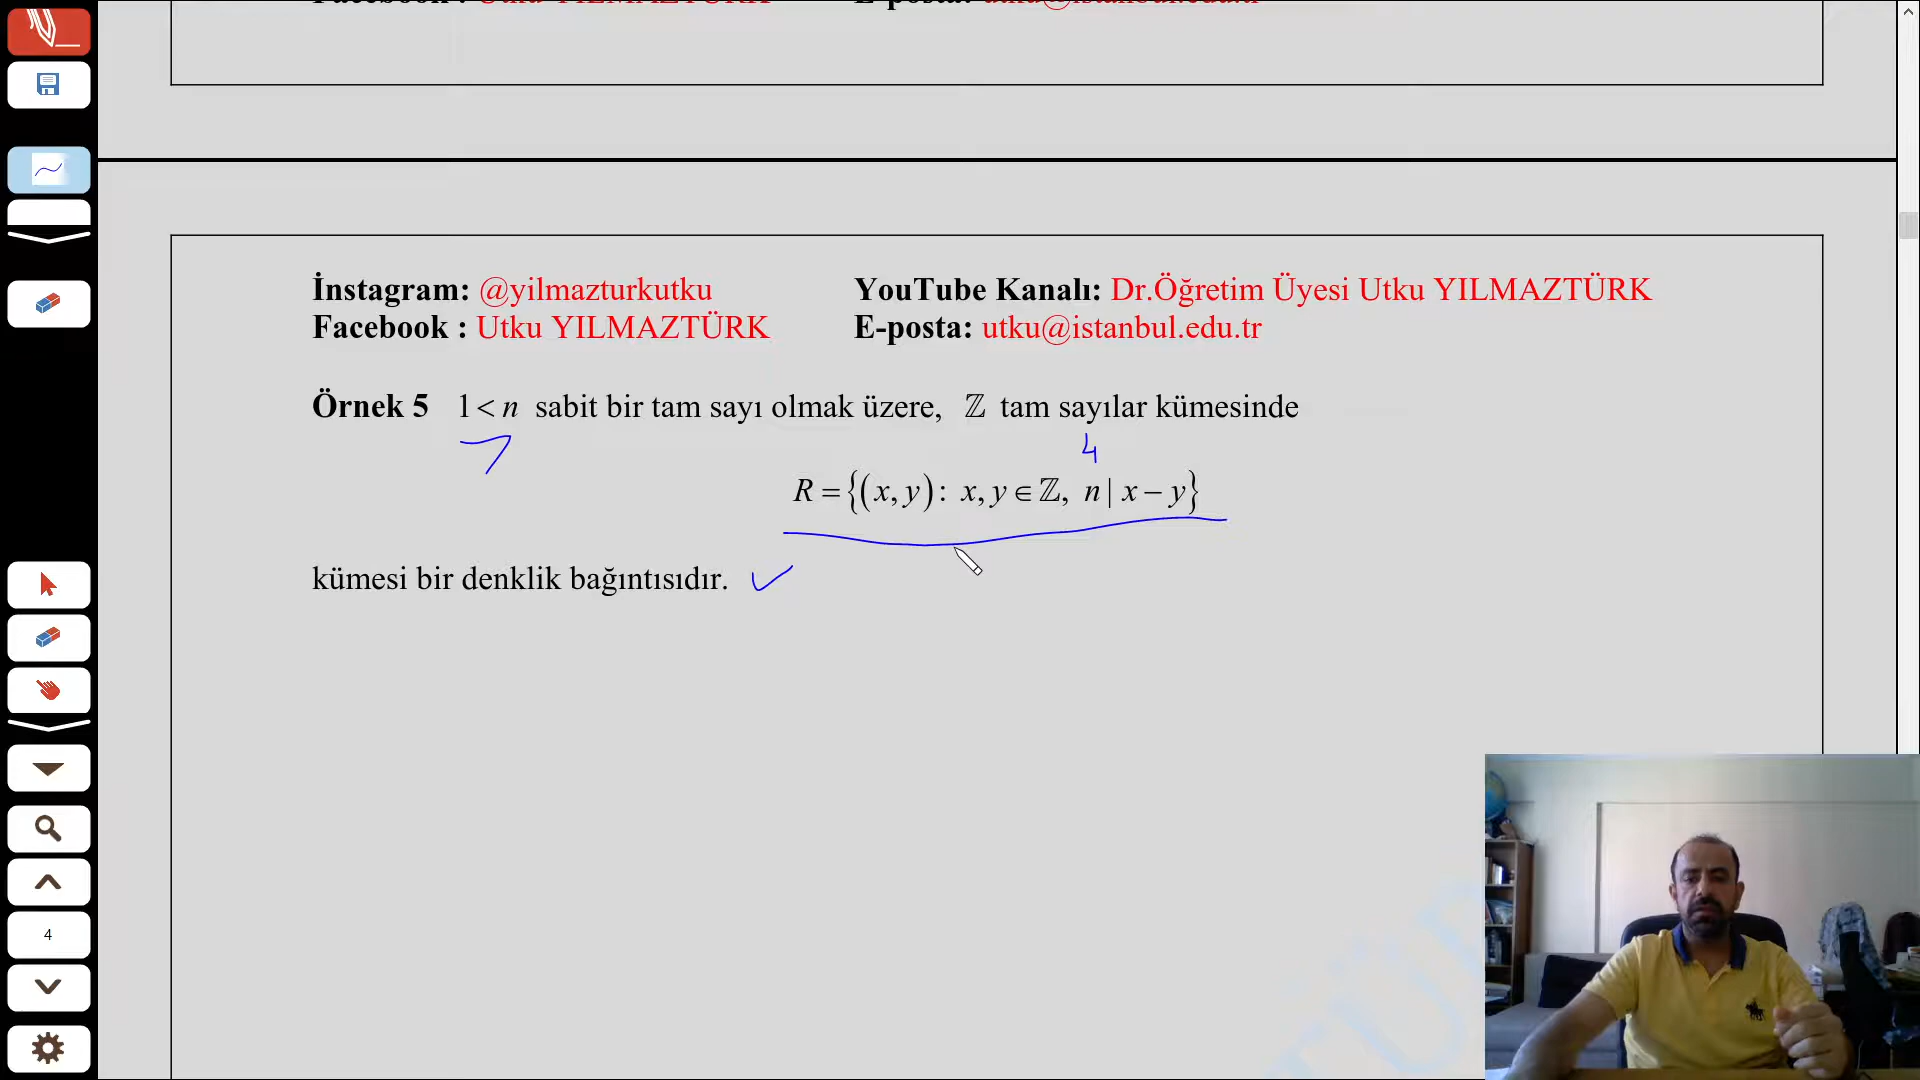 İnstagram: @yilmazturkutku YouTube Kanalı: Dr.Öğretim Üyesi Utku YILMAZTÜRK
Facebook : Utku YILMAZTÜRK E-posta: utku@istanbul.edu.tr
Örnek 5 1 < n sabit bir tam sayı olmak üzere, ℤ tam sayılar kümesinde
4
R = {(x, y) : x, y ∈ ℤ, n | x − y}
kümesi bir denklik bağıntısıdır.
4